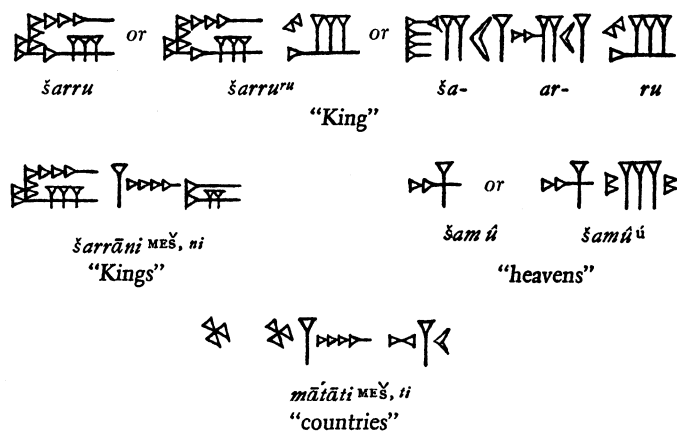 𒈗 or 𒈗 𒊒 or 𒊭 𒅈 𒊒
šarru šarruʳᵘ ša- ar- ru
“King”
𒈗 𒎌 𒉌
šarrāni MEŠ, ni
“Kings”
𒀭 or 𒀭 𒌑
šamû šamû ú
“heavens”
𒆳 𒆳 𒎌 𒋾
mātāti MEŠ, ti
“countries”